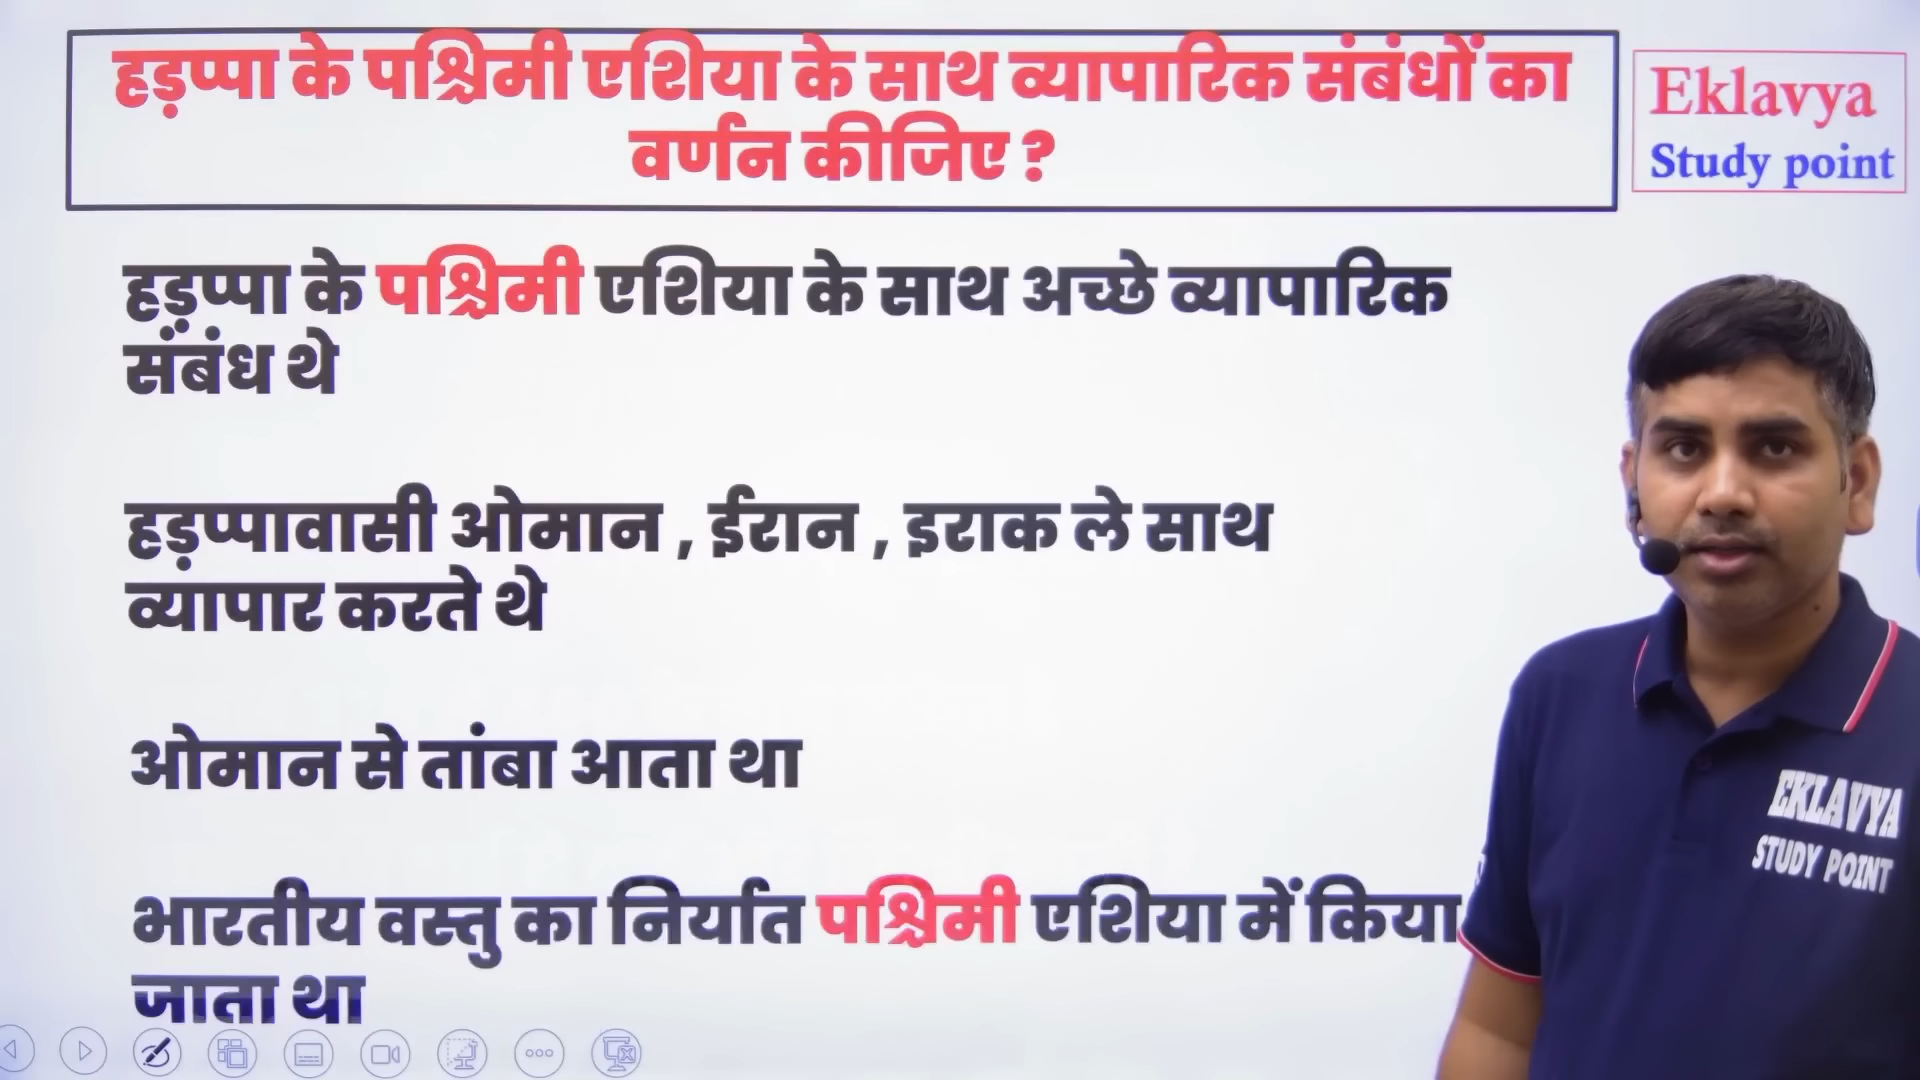 हड़प्पा के पश्चिमी एशिया के साथ व्यापारिक संबंधों का
वर्णन कीजिए ?
Eklavya
Study point
हड़प्पा के पश्चिमी एशिया के साथ अच्छे व्यापारिक
संबंध थे
हड़प्पावासी ओमान , ईरान , इराक ले साथ
व्यापार करते थे
ओमान से तांबा आता था
भारतीय वस्तु का निर्यात पश्चिमी एशिया में किया
जाता था
EKLAVYA
STUDY POINT